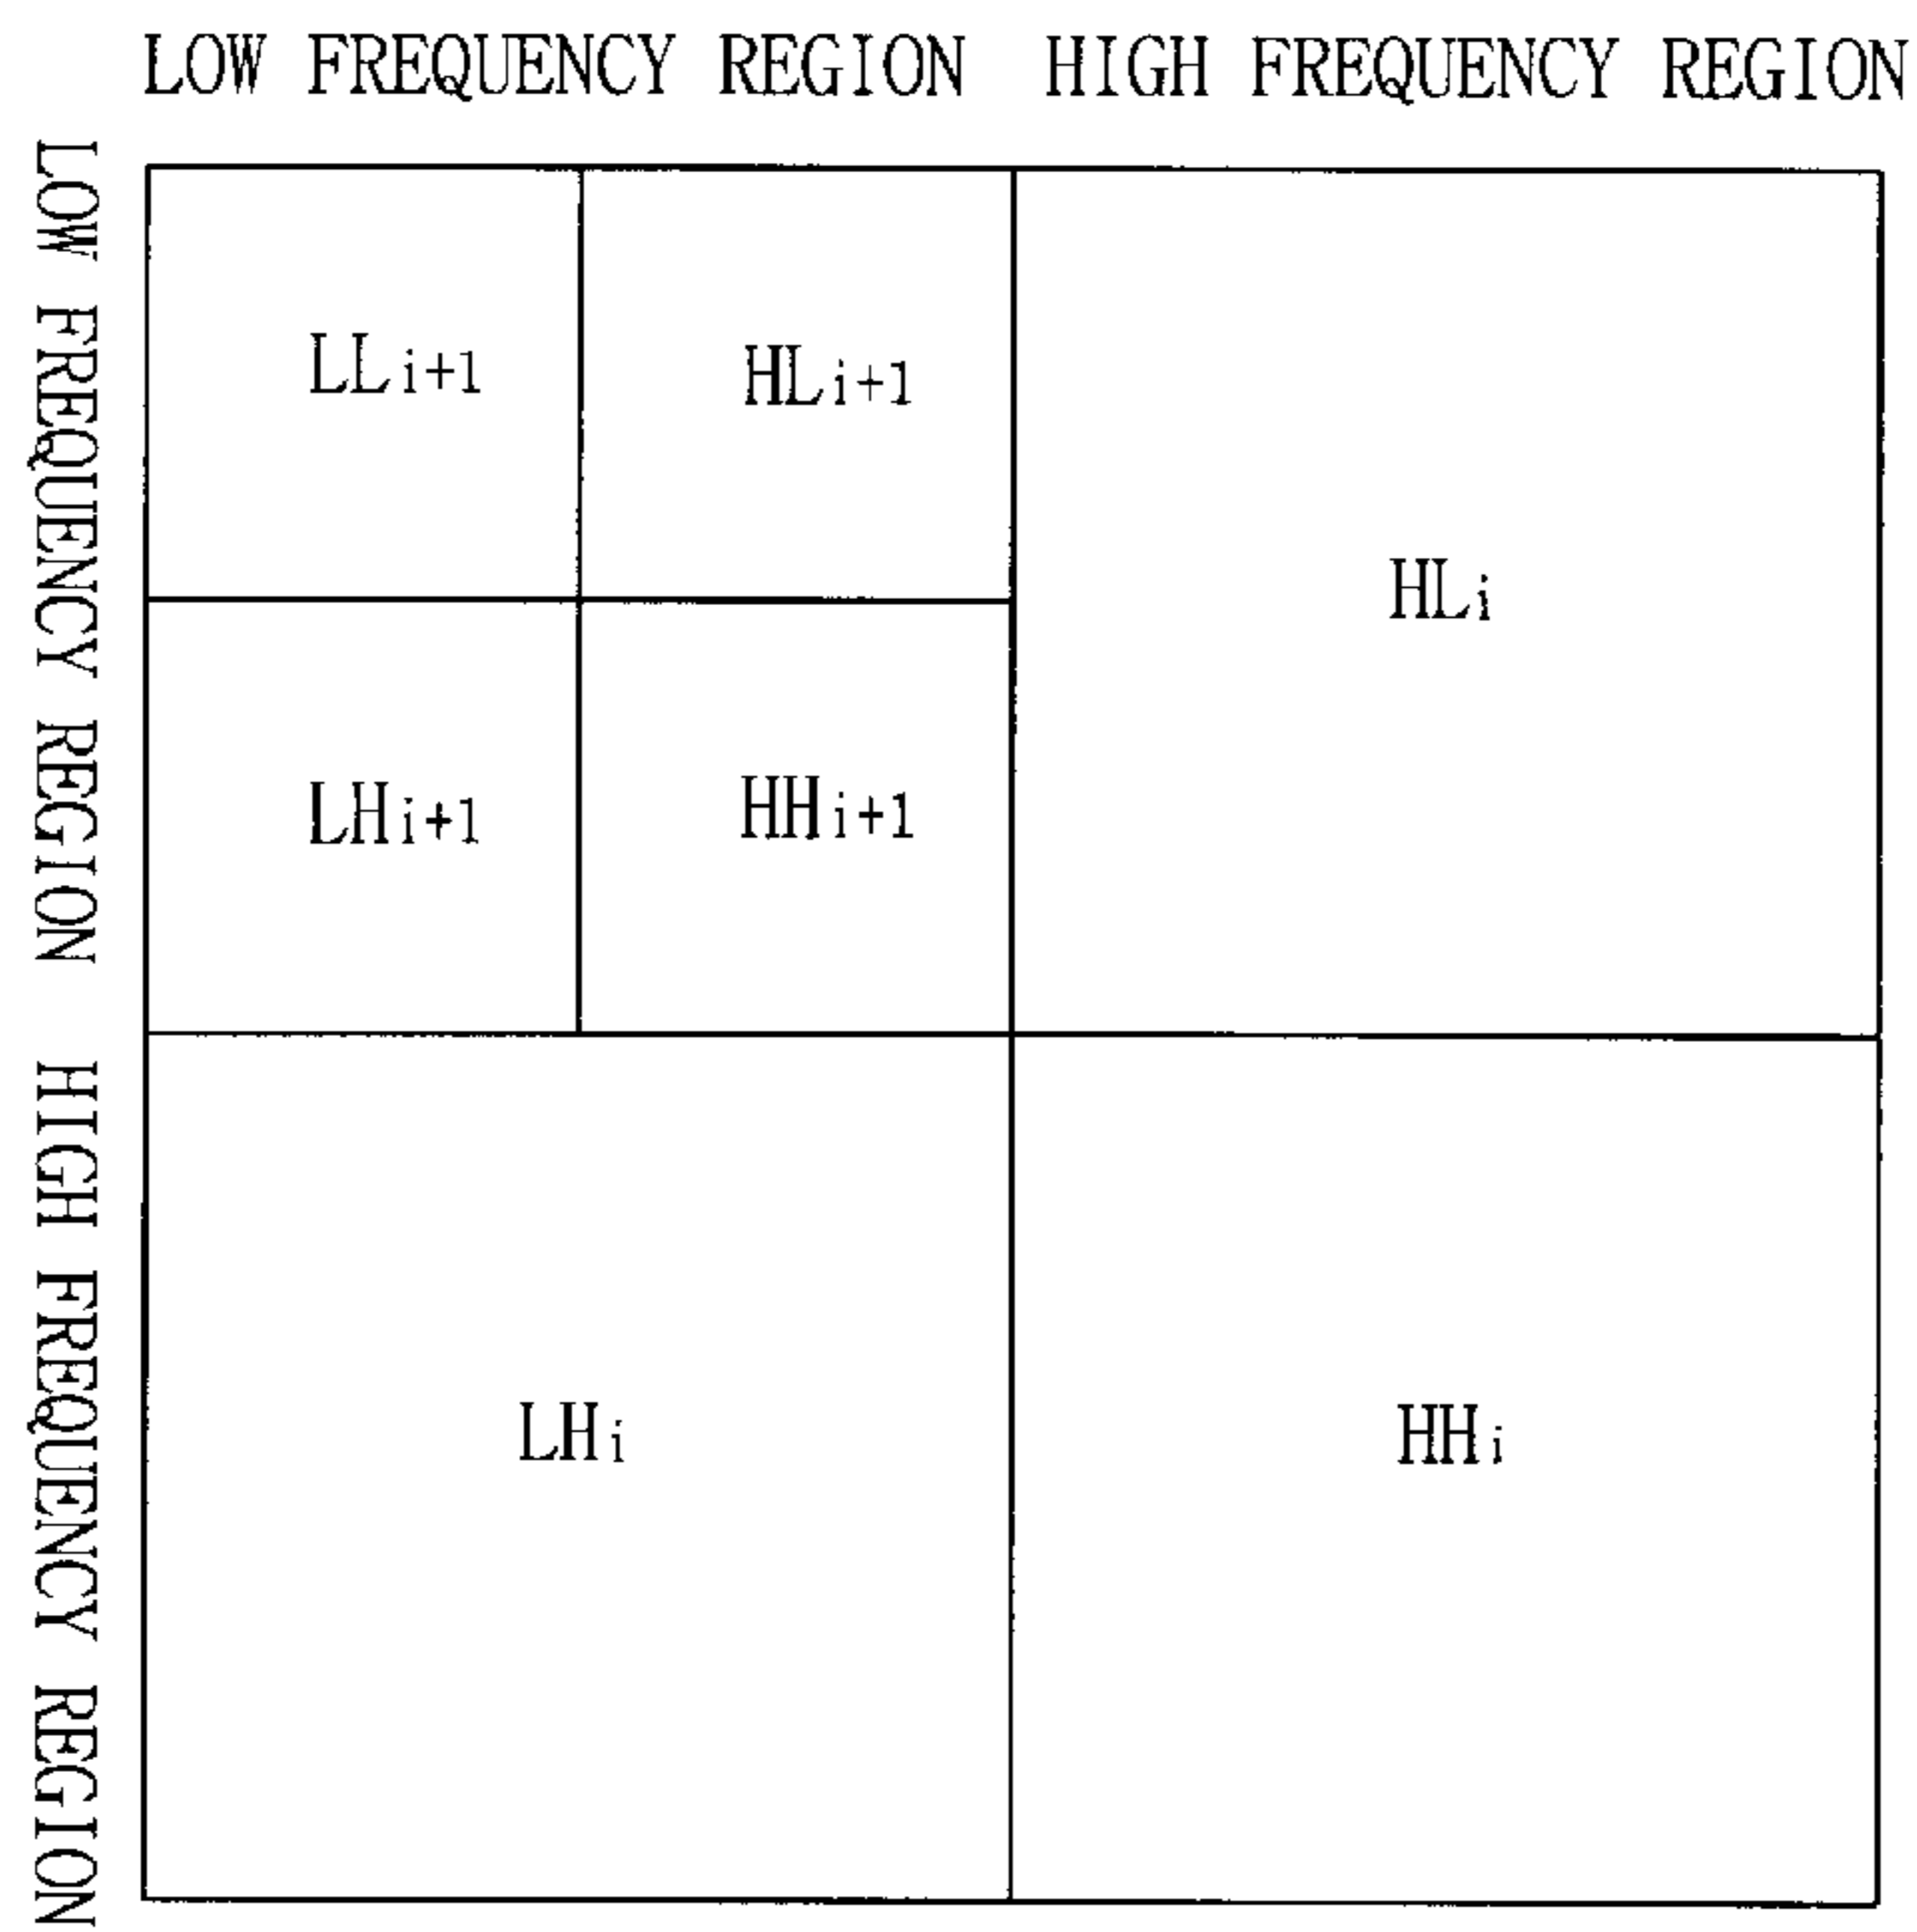 LOW FREQUENCY REGION HIGH FREQUENCY REGION
LOW FREQUENCY REGION HIGH FREQUENCY REGION
LLi+1 HLi+1
HLi
LHi+1 HHi+1
LHi HHi